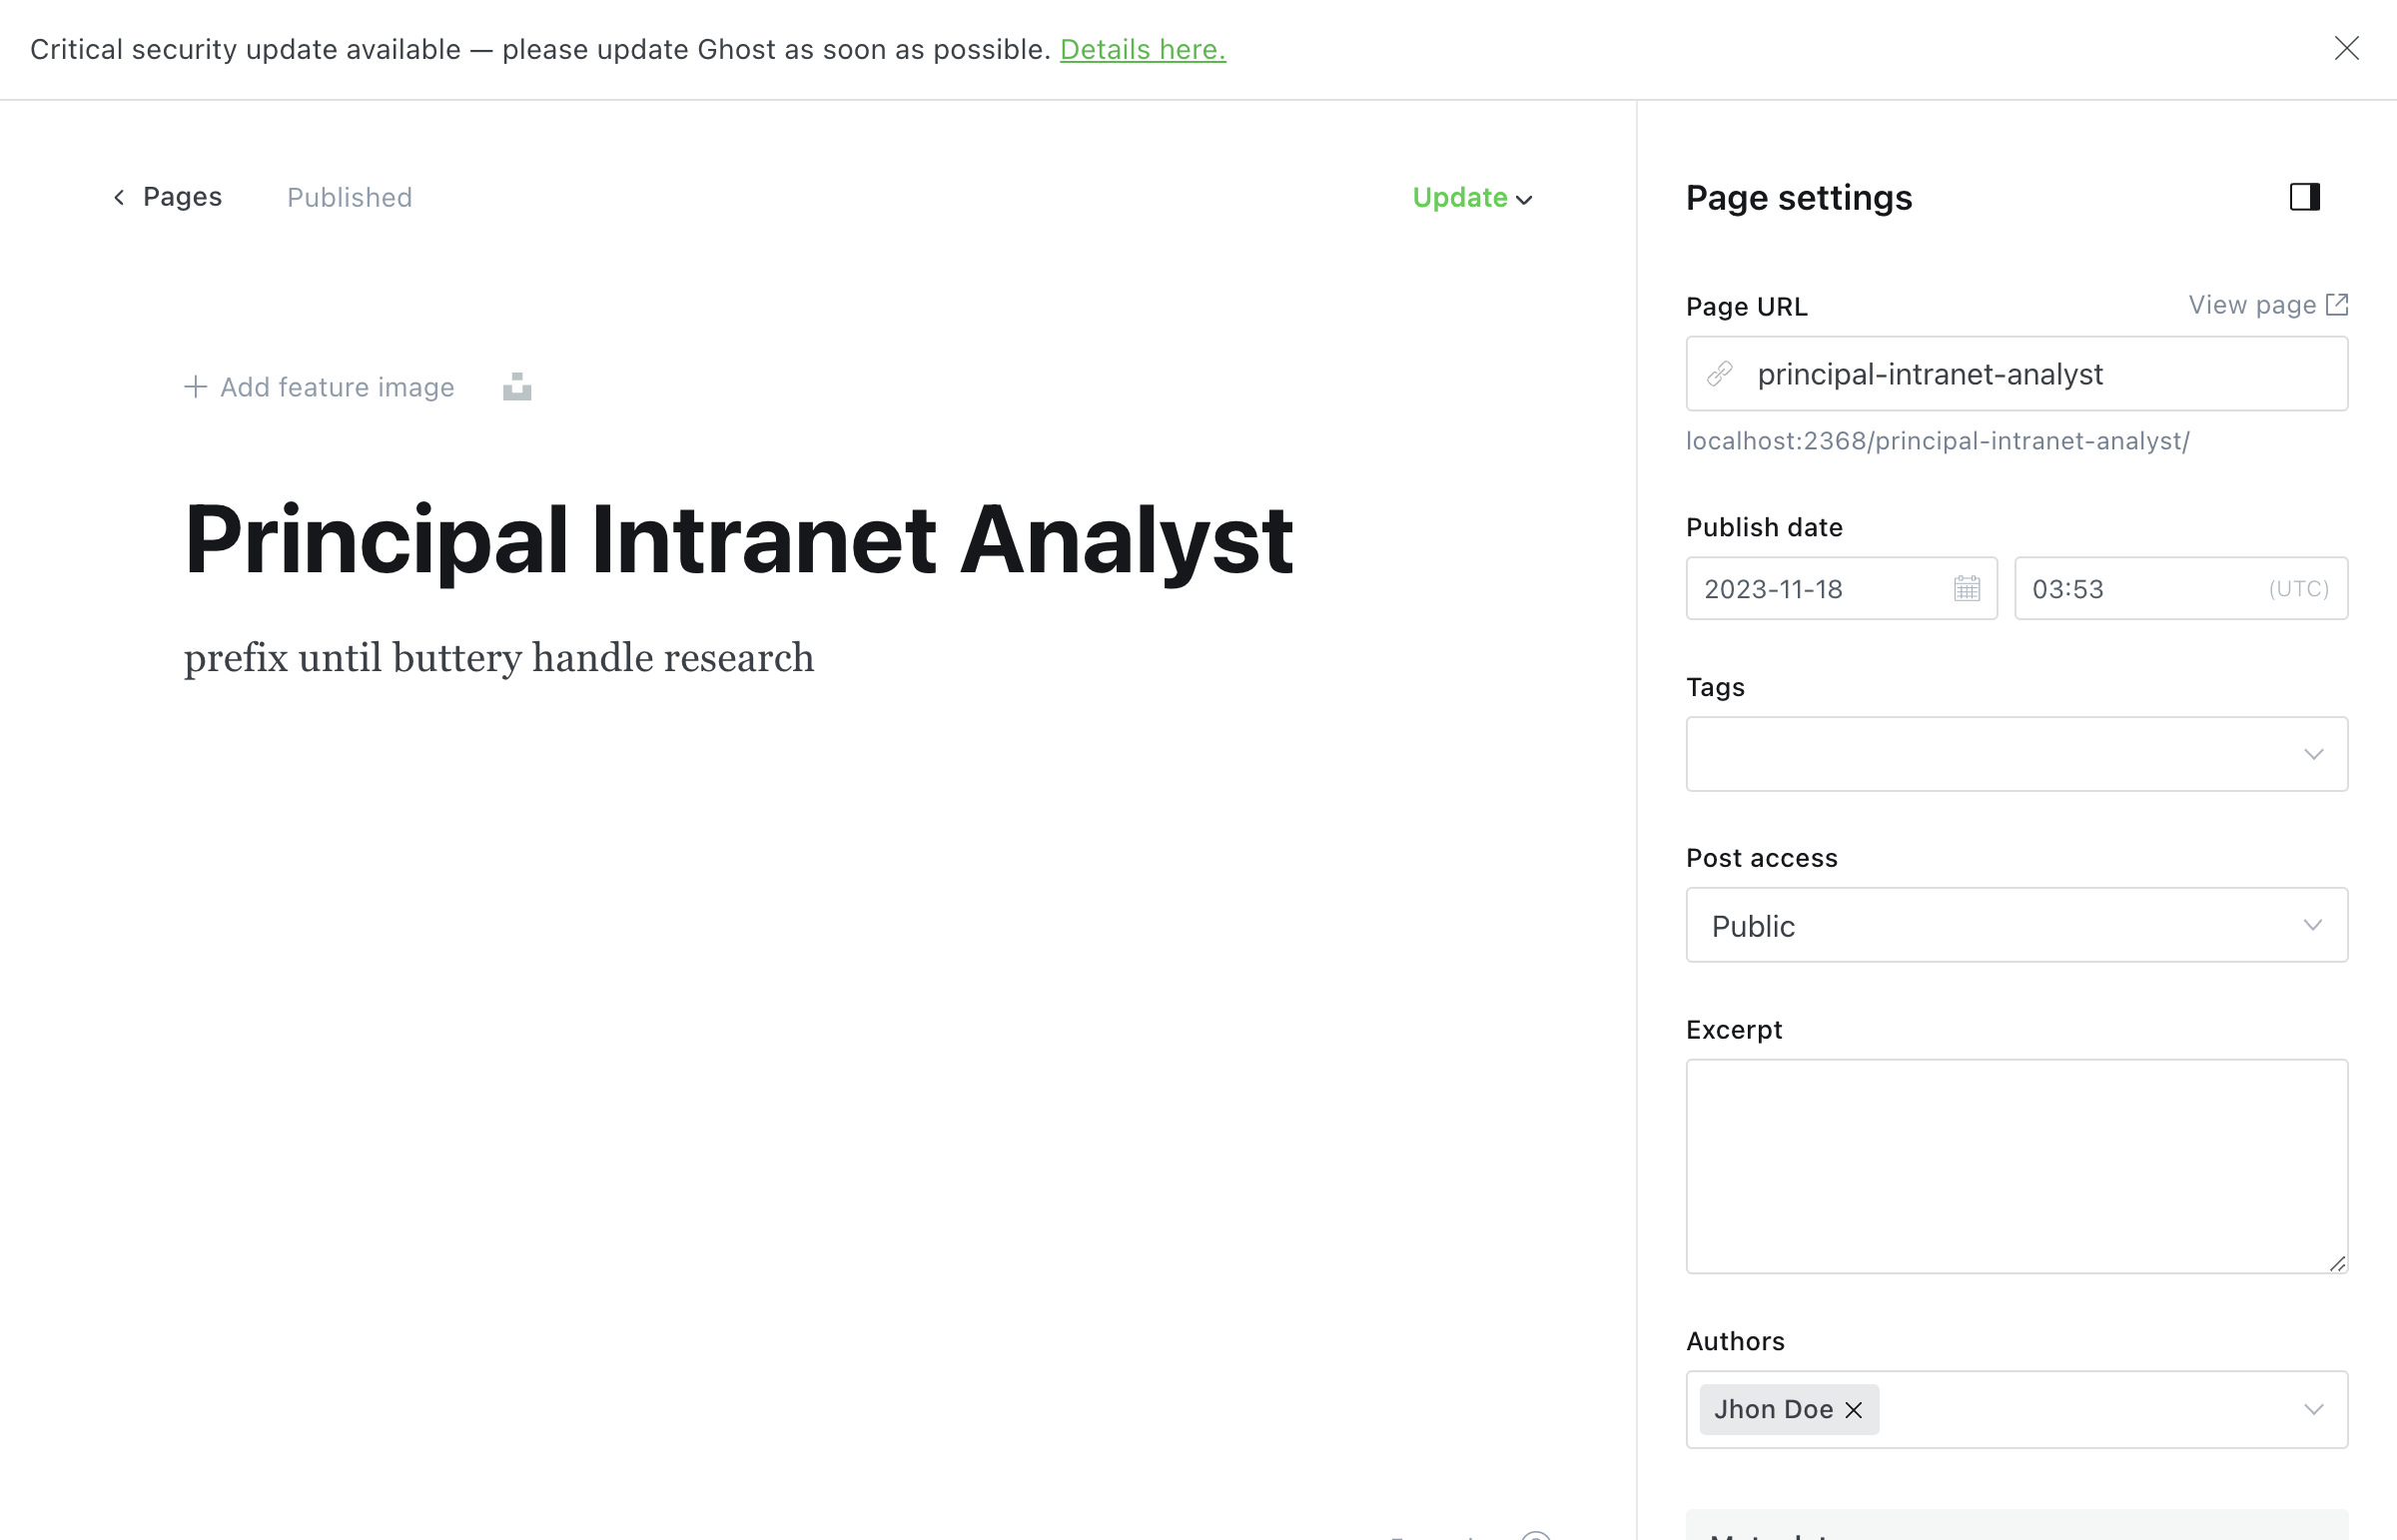 Critical security update available — please update Ghost as soon as possible. Details here.
Pages
Published
Update
Add feature image
Principal Intranet Analyst
prefix until buttery handle research
Page settings
Page URL
View page
principal-intranet-analyst
localhost:2368/principal-intranet-analyst/
Publish date
2023-11-18
03:53
(UTC)
Tags
Post access
Public
Excerpt
Authors
Jhon Doe